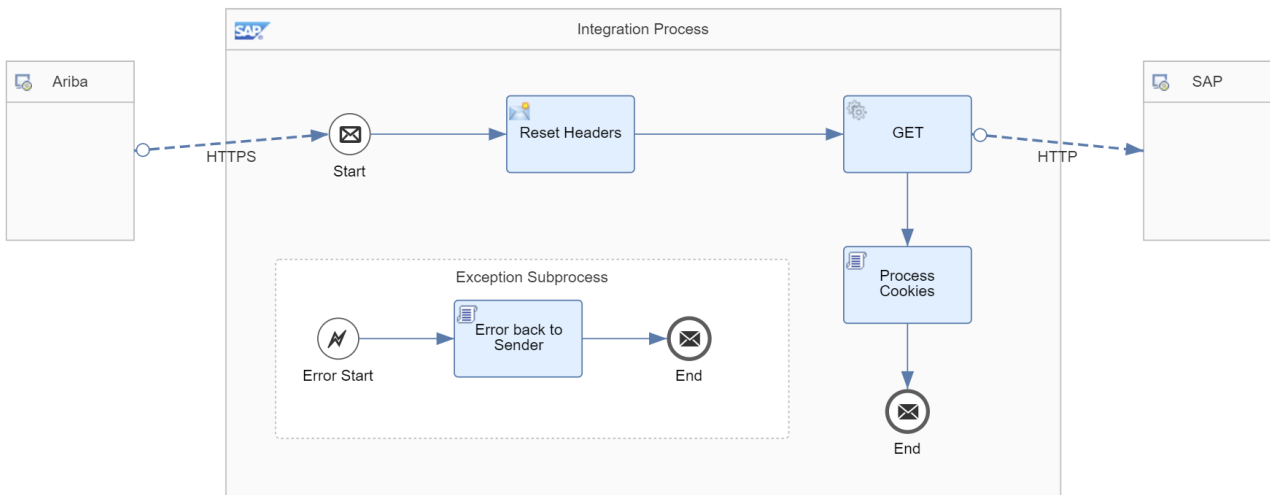 SAP
Integration Process
Ariba
SAP
Reset Headers
GET
HTTPS
HTTP
Start
Process
Cookies
Exception Subprocess
Error back to
Sender
Error Start
End
End